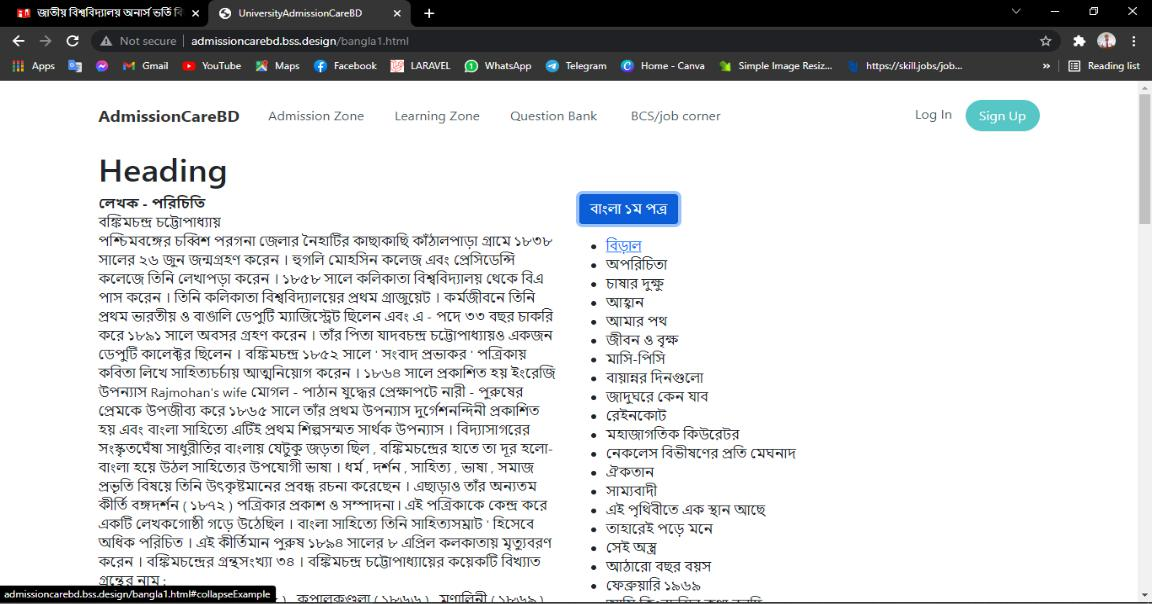 জাতীয় বিশ্ববিদ্যালয় অনার্স ভর্তি বি
UniversityAdmissionCareBD
Not secure
admissioncarebd.bss.design/bangla1.html
Apps
Gmail
YouTube
Maps
Facebook
LARAVEL
WhatsApp
Telegram
Home - Canva
Simple Image Resiz...
https://skill.jobs/job...
»
Reading list
AdmissionCareBD
Admission Zone
Learning Zone
Question Bank
BCS/job corner
Log In
Sign Up
Heading
লেখক - পরিচিতি
বঙ্কিমচন্দ্র চট্টোপাধ্যায়
পশ্চিমবঙ্গের চব্বিশ পরগনা জেলার নৈহাটির কাছাকাছি কাঁঠালপাড়া গ্রামে ১৮৩৮
সালের ২৬ জুন জন্মগ্রহণ করেন । হুগলি মোহসিন কলেজ এবং প্রেসিডেন্সি
কলেজে তিনি লেখাপড়া করেন । ১৮৫৮ সালে কলিকাতা বিশ্ববিদ্যালয় থেকে বিএ
পাস করেন । তিনি কলিকাতা বিশ্ববিদ্যালয়ের প্রথম গ্রাজুয়েট । কর্মজীবনে তিনি
প্রথম ভারতীয় ও বাঙালি ডেপুটি ম্যাজিস্ট্রেট ছিলেন এবং এ - পদে ৩৩ বছর চাকরি
করে ১৮৯১ সালে অবসর গ্রহণ করেন । তাঁর পিতা যাদবচন্দ্র চট্টোপাধ্যায়ও একজন
ডেপুটি কালেক্টর ছিলেন । বঙ্কিমচন্দ্র ১৮৫২ সালে ' সংবাদ প্রভাকর ' পত্রিকায়
কবিতা লিখে সাহিত্যচর্চায় আত্মনিয়োগ করেন । ১৮৬৪ সালে প্রকাশিত হয় ইংরেজি
উপন্যাস Rajmohan's wife মোগল - পাঠান যুদ্ধের প্রেক্ষাপটে নারী - পুরুষের
প্রেমকে উপজীব্য করে ১৮৬৫ সালে তাঁর প্রথম উপন্যাস দুর্গেশনন্দিনী প্রকাশিত
হয় এবং বাংলা সাহিত্যে এটিই প্রথম শিল্পসম্মত সার্থক উপন্যাস । বিদ্যাসাগরের
সংস্কৃতঘেঁষা সাধুরীতির বাংলায় যেটুকু জড়তা ছিল , বঙ্কিমচন্দ্রের হাতে তা দূর হলো-
বাংলা হয়ে উঠল সাহিত্যের উপযোগী ভাষা । ধর্ম , দর্শন , সাহিত্য , ভাষা , সমাজ
প্রভৃতি বিষয়ে তিনি উৎকৃষ্টমানের প্রবন্ধ রচনা করেছেন । এছাড়াও তাঁর অন্যতম
কীর্তি বঙ্গদর্শন ( ১৮৭২ ) পত্রিকার প্রকাশ ও সম্পাদনা । এই পত্রিকাকে কেন্দ্র করে
একটি লেখকগোষ্ঠী গড়ে উঠেছিল । বাংলা সাহিত্যে তিনি সাহিত্যসম্রাট ' হিসেবে
অধিক পরিচিত । এই কীর্তিমান পুরুষ ১৮৯৪ সালের ৮ এপ্রিল কলকাতায় মৃত্যুবরণ
করেন । বঙ্কিমচন্দ্রের গ্রন্থসংখ্যা ৩৪ । বঙ্কিমচন্দ্র চট্টোপাধ্যায়ের কয়েকটি বিখ্যাত
গ্রন্থের নাম :
কপালকুণ্ডলা ( ১৮৬৬ ) , মৃণালিনী ( ১৮৬৯ ) ,
বাংলা ১ম পত্র
বিড়াল
অপরিচিতা
চাষার দুক্ষু
আহ্বান
আমার পথ
জীবন ও বৃক্ষ
মাসি-পিসি
বায়ান্নর দিনগুলো
জাদুঘরে কেন যাব
রেইনকোট
মহাজাগতিক কিউরেটর
নেকলেস বিভীষণের প্রতি মেঘনাদ
ঐকতান
সাম্যবাদী
এই পৃথিবীতে এক স্থান আছে
তাহারেই পড়ে মনে
সেই অস্ত্র
আঠারো বছর বয়স
ফেব্রুয়ারি ১৯৬৯
admissioncarebd.bss.design/bangla1.html#collapseExample